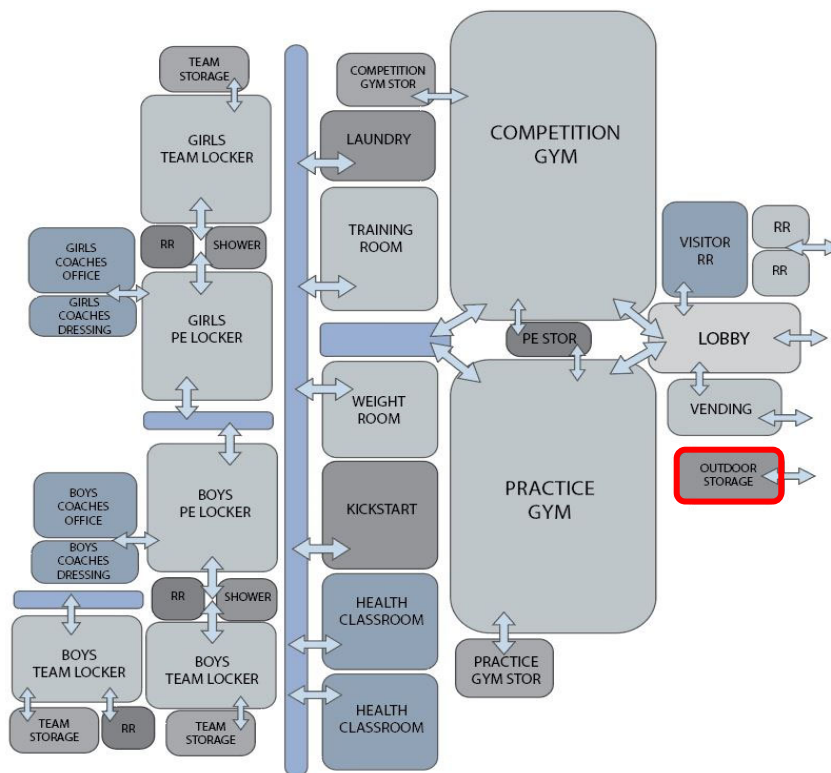 TEAM
STORAGE
GIRLS
TEAM LOCKER
RR
SHOWER
GIRLS
COACHES
OFFICE
GIRLS
COACHES
DRESSING
GIRLS
PE LOCKER
BOYS
COACHES
OFFICE
BOYS
COACHES
DRESSING
BOYS
PE LOCKER
RR
SHOWER
BOYS
TEAM LOCKER
BOYS
TEAM LOCKER
TEAM
STORAGE
RR
TEAM
STORAGE
COMPETITION
GYM STOR
LAUNDRY
TRAINING
ROOM
WEIGHT
ROOM
KICKSTART
HEALTH
CLASSROOM
HEALTH
CLASSROOM
COMPETITION
GYM
PE STOR
PRACTICE
GYM
PRACTICE
GYM STOR
VISITOR
RR
RR
RR
LOBBY
VENDING
OUTDOOR
STORAGE